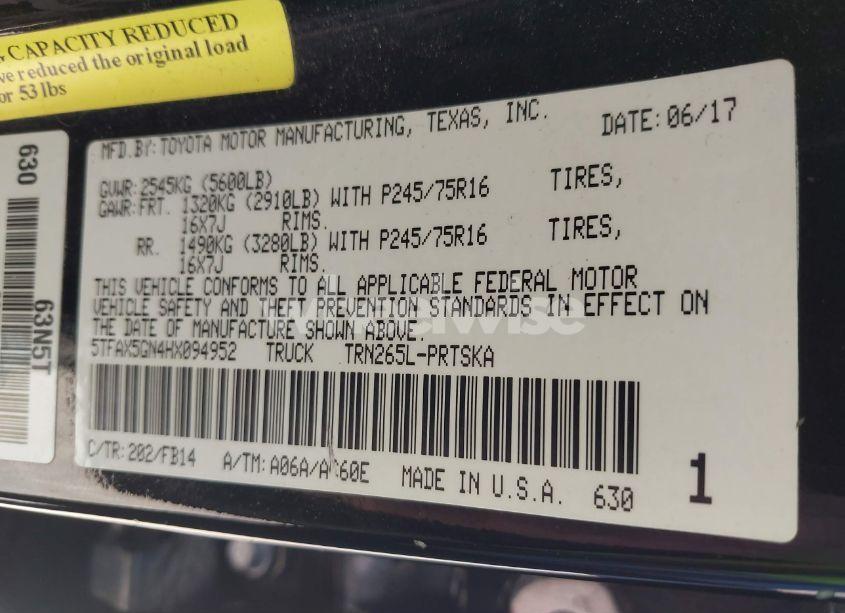 G CAPACITY REDUCED
ve reduced the original load
or 53 lbs
630
63N5T
MFD.BY: TOYOTA MOTOR MANUFACTURING, TEXAS, INC. DATE: 06/17
GVWR: 2545KG (5600LB)
GAWR: FRT. 1320KG (2910LB) WITH P245/75R16 TIRES,
16X7J RIMS.
RR. 1490KG (3280LB) WITH P245/75R16 TIRES,
16X7J RIMS.
THIS VEHICLE CONFORMS TO ALL APPLICABLE FEDERAL MOTOR
VEHICLE SAFETY AND THEFT PREVENTION STANDARDS IN EFFECT ON
THE DATE OF MANUFACTURE SHOWN ABOVE.
5TFAX5GN4HX094952 TRUCK TRN265L-PRTSKA
C/TR: 202/FB14 A/TM: A06A/AC60E MADE IN U.S.A. 630 1